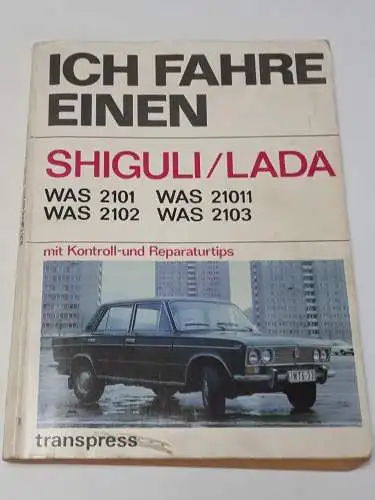 ICH FAHRE
EINEN
SHIGULI/LADA
WAS 2101 WAS 21011
WAS 2102 WAS 2103
mit Kontroll-und Reparaturtips
transpress